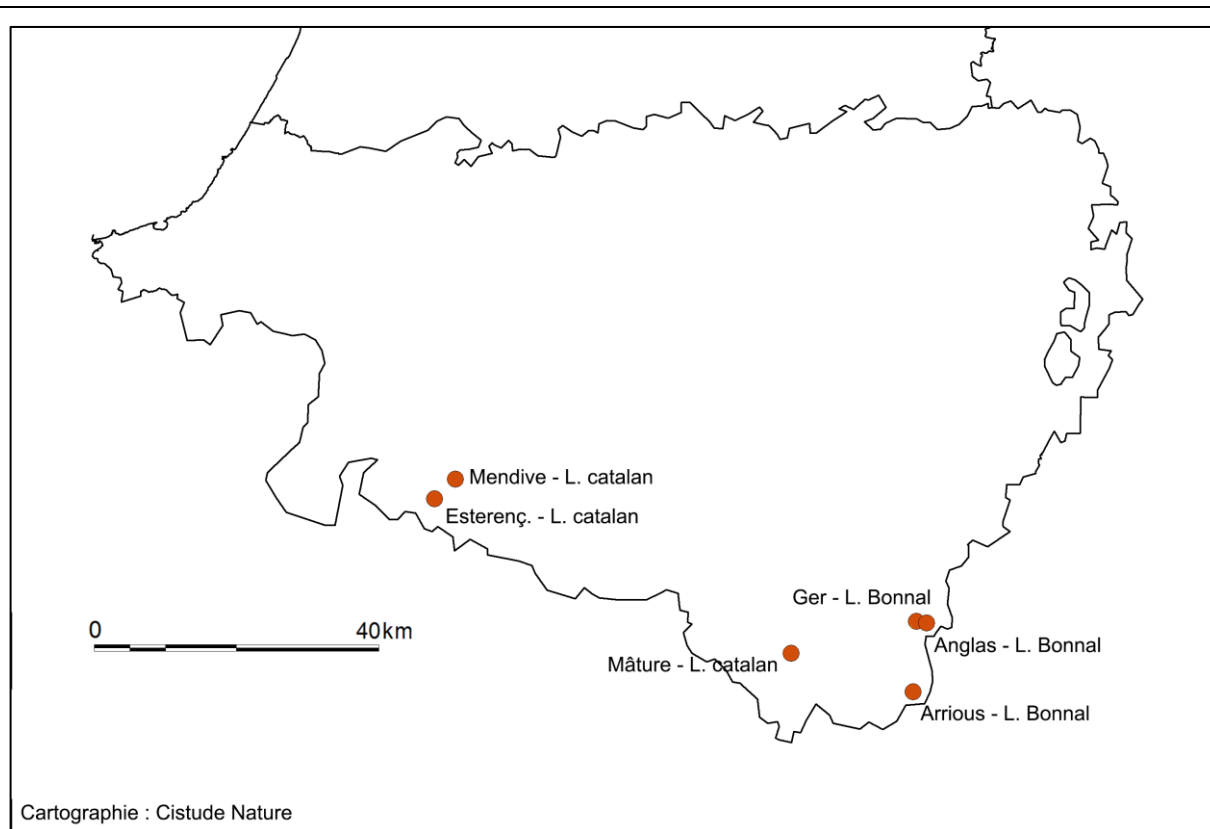 Mendive - L. catalan
Esterenç. - L. catalan
Ger - L. Bonnal
0 40km
Anglas - L. Bonnal
Mâture - L. catalan
Arrious - L. Bonnal
Cartographie : Cistude Nature